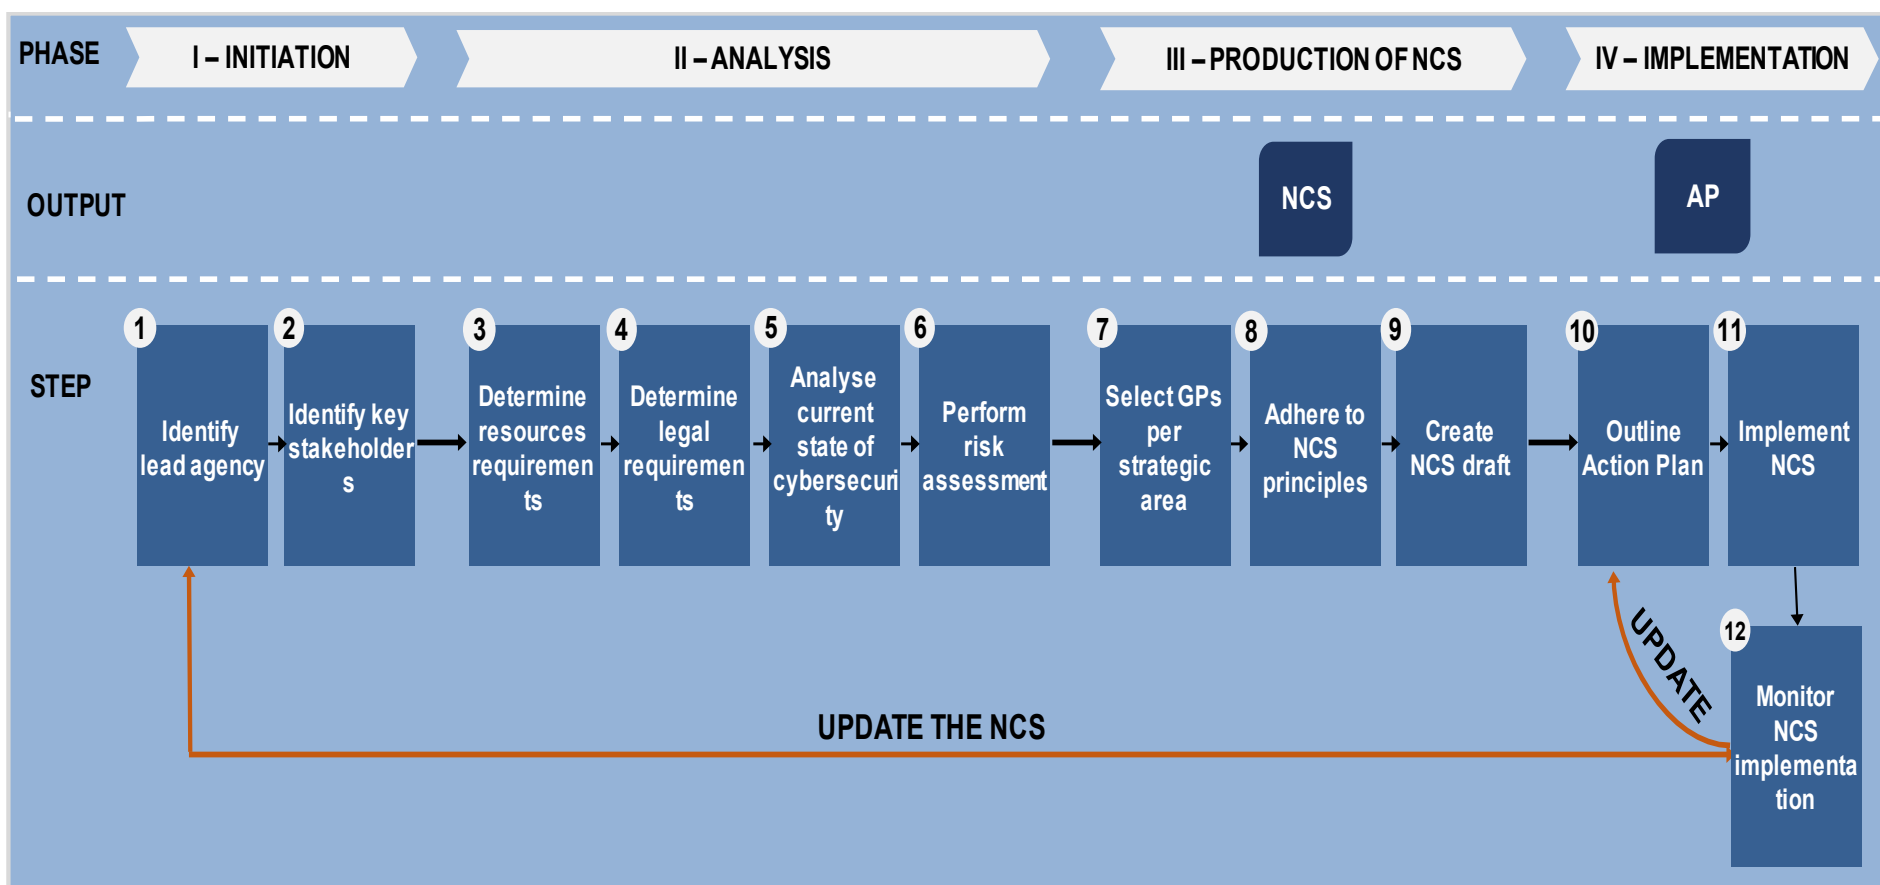 PHASE
I – INITIATION
II – ANALYSIS
III – PRODUCTION OF NCS
IV – IMPLEMENTATION
OUTPUT
NCS
AP
STEP
1
Identify
lead agency
2
Identify key
stakeholder
s
3
Determine
resources
requiremen
ts
4
Determine
legal
requiremen
ts
5
Analyse
current
state of
cybersecuri
ty
6
Perform
risk
assessment
7
Select GPs
per
strategic
area
8
Adhere to
NCS
principles
9
Create
NCS draft
10
Outline
Action Plan
11
Implement
NCS
12
Monitor
NCS
implementa
tion
UPDATE
UPDATE THE NCS